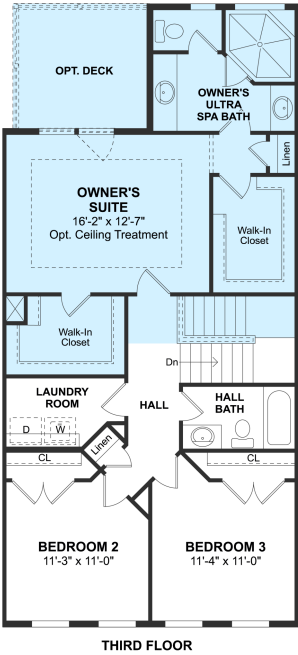 OPT. DECK
OWNER'S
ULTRA
SPA BATH
Linen
OWNER'S
SUITE
16'-2" x 12'-7"
Opt. Ceiling Treatment
Walk-In
Closet
Walk-In
Closet
Dn
LAUNDRY
ROOM
D
W
HALL
HALL
BATH
Linen
CL
CL
BEDROOM 2
11'-3" x 11'-0"
BEDROOM 3
11'-4" x 11'-0"
THIRD FLOOR